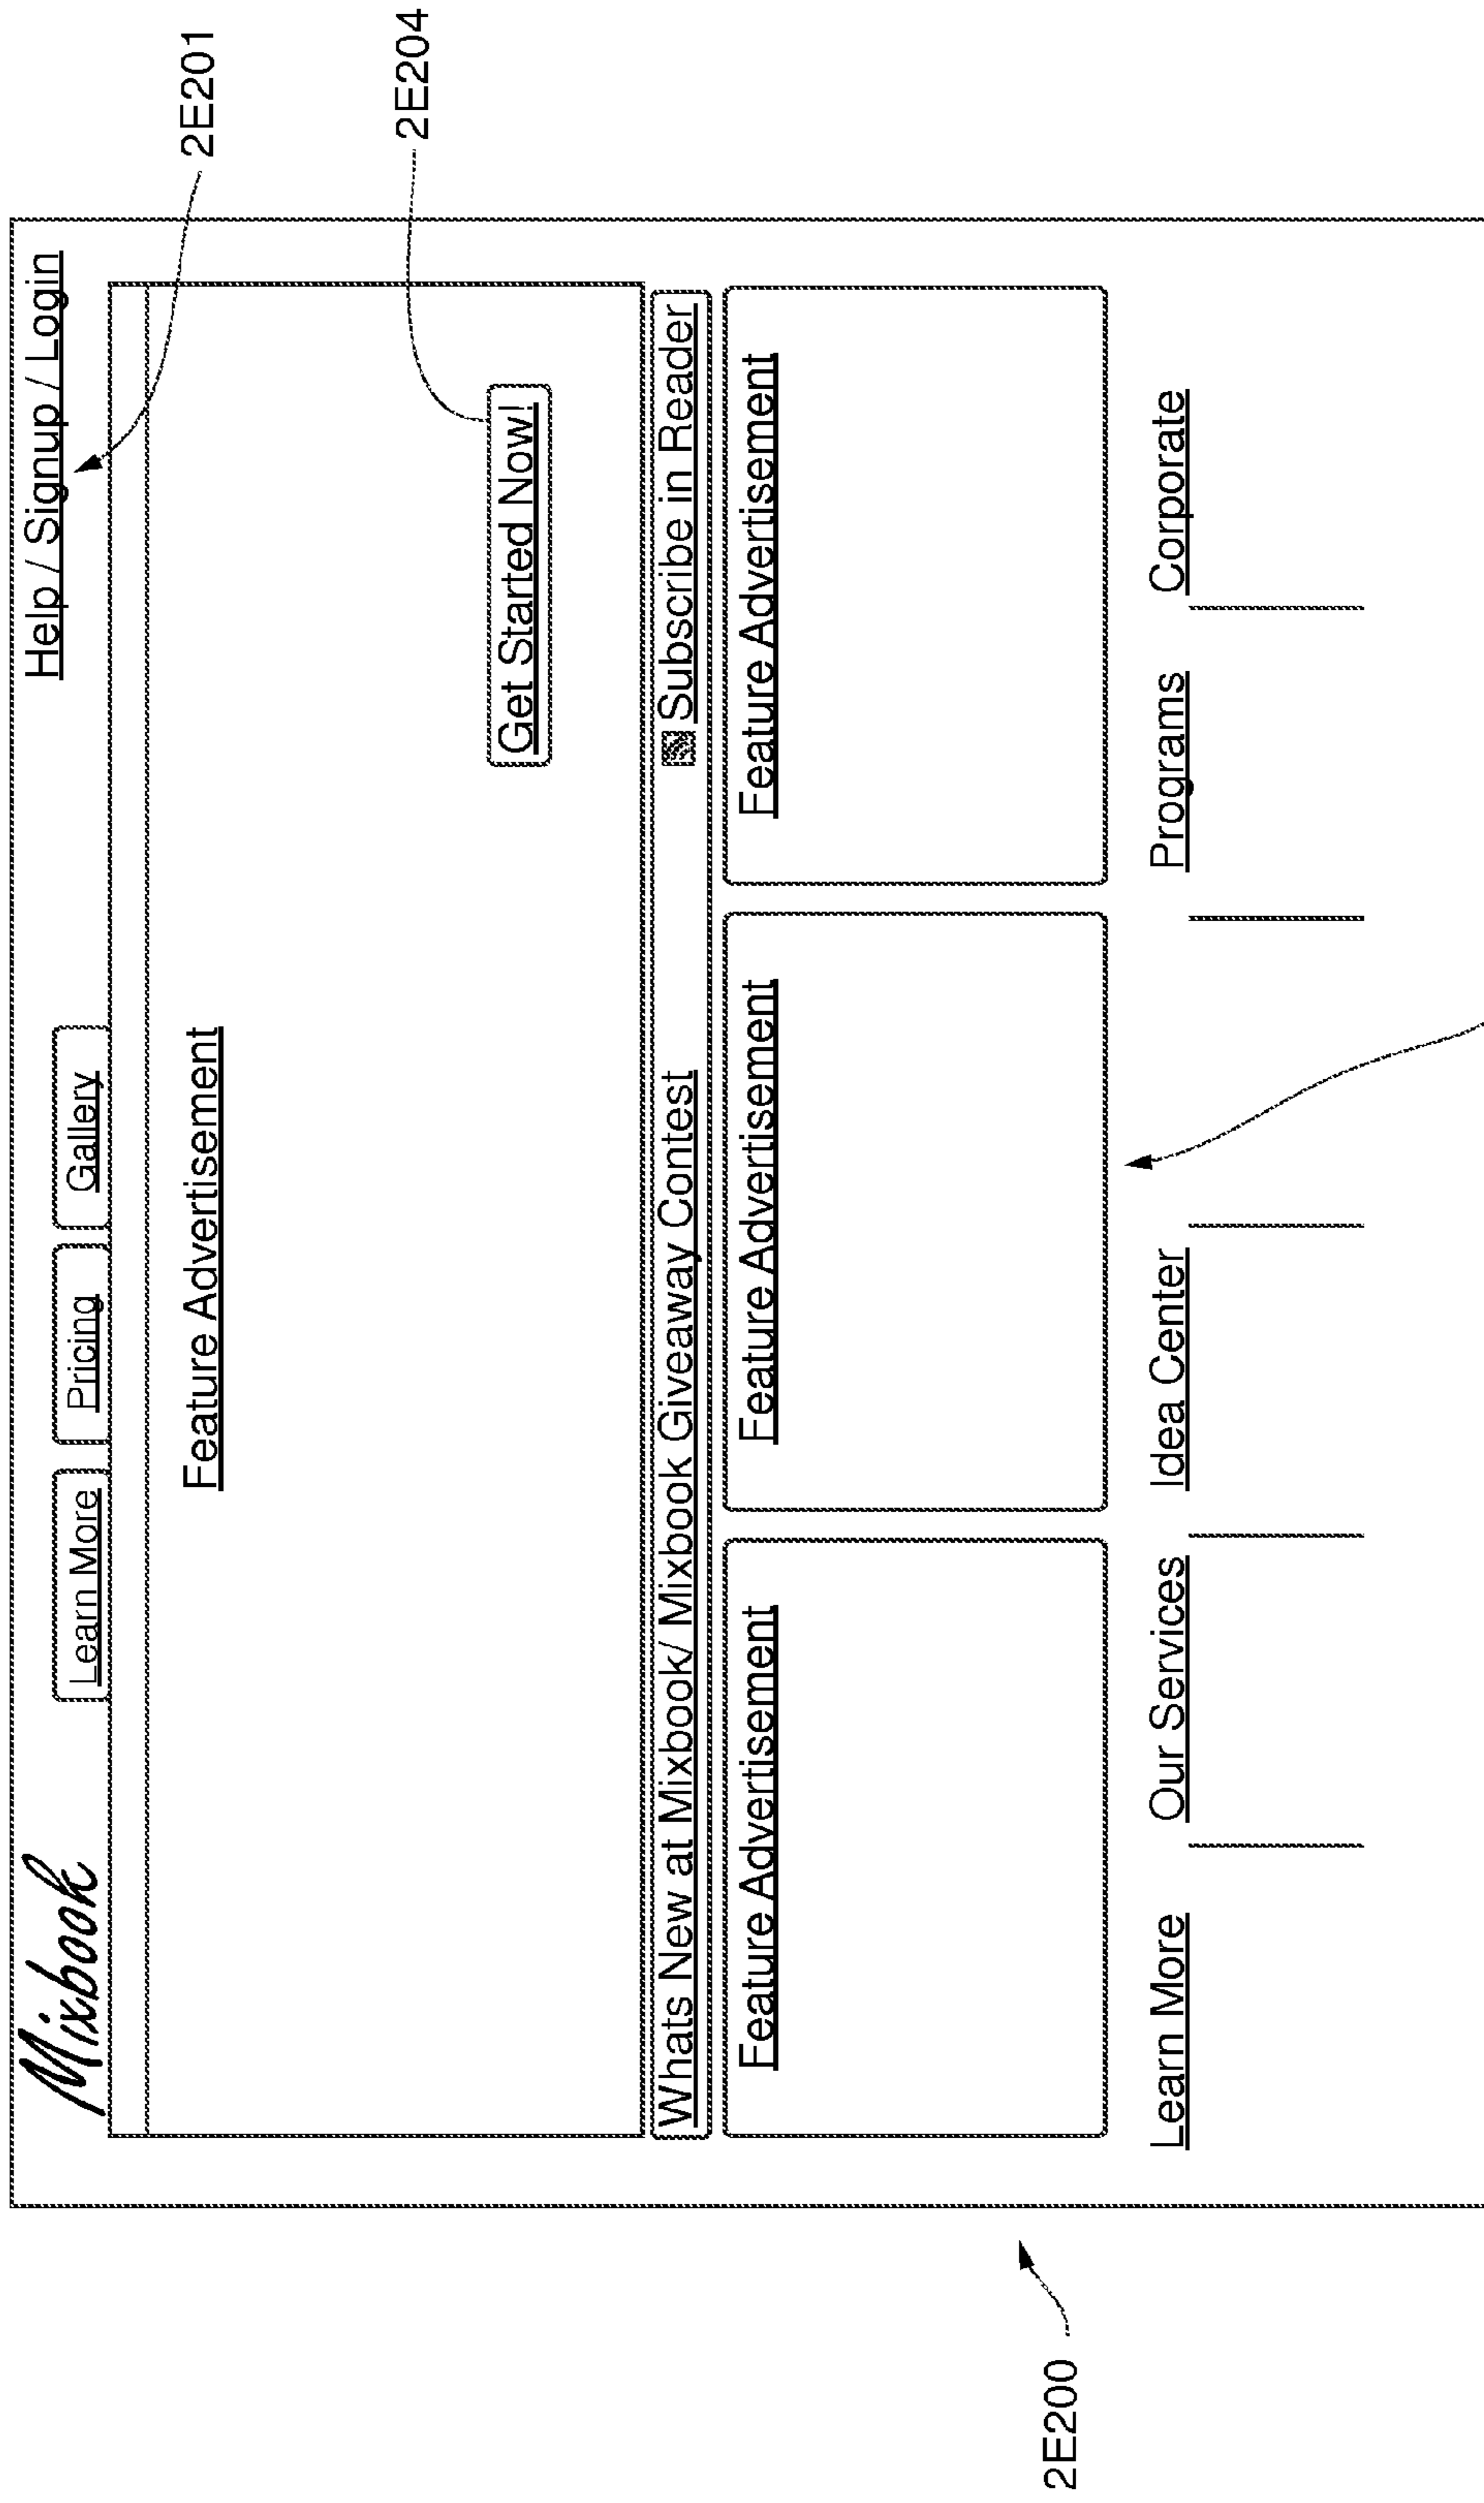 Mixbook
Learn More
Pricing
Gallery
Help / Signup / Login
2E201
Feature Advertisement
2E204
Get Started Now!
Whats New at Mixbook/ Mixbook Giveaway Contest
Subscribe in Reader
Feature Advertisement
Feature Advertisement
Feature Advertisement
2E200
Learn More
Our Services
Idea Center
Programs
Corporate